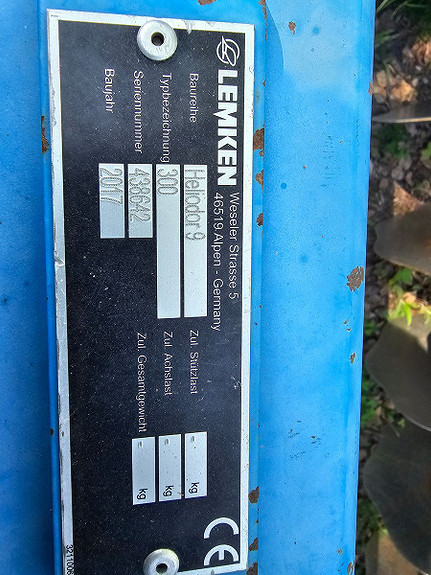 LEMKEN
Weseler Strasse 5
46519 Alpen - Germany
Baureihe Heliodor 9
Typbezeichnung 300
Seriennummer 438642
Baujahr 2017
Zul. Stützlast - kg
Zul. Achslast - kg
Zul. Gesamtgewicht - kg
CE